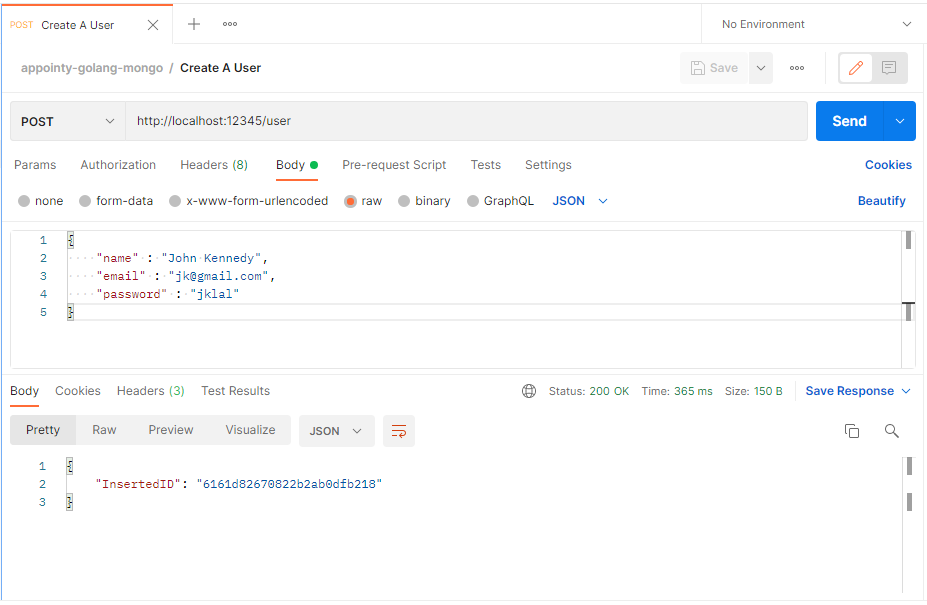 POST Create A User
No Environment
appointy-golang-mongo / Create A User
Save
POST http://localhost:12345/user Send
Params Authorization Headers (8) Body Pre-request Script Tests Settings Cookies
none form-data x-www-form-urlencoded raw binary GraphQL JSON Beautify
1 {
2 "name" : "John Kennedy",
3 "email" : "jk@gmail.com",
4 "password" : "jklal"
5 }
Body Cookies Headers (3) Test Results Status: 200 OK Time: 365 ms Size: 150 B Save Response
Pretty Raw Preview Visualize JSON
1 {
2 "InsertedID": "6161d82670822b2ab0dfb218"
3 }